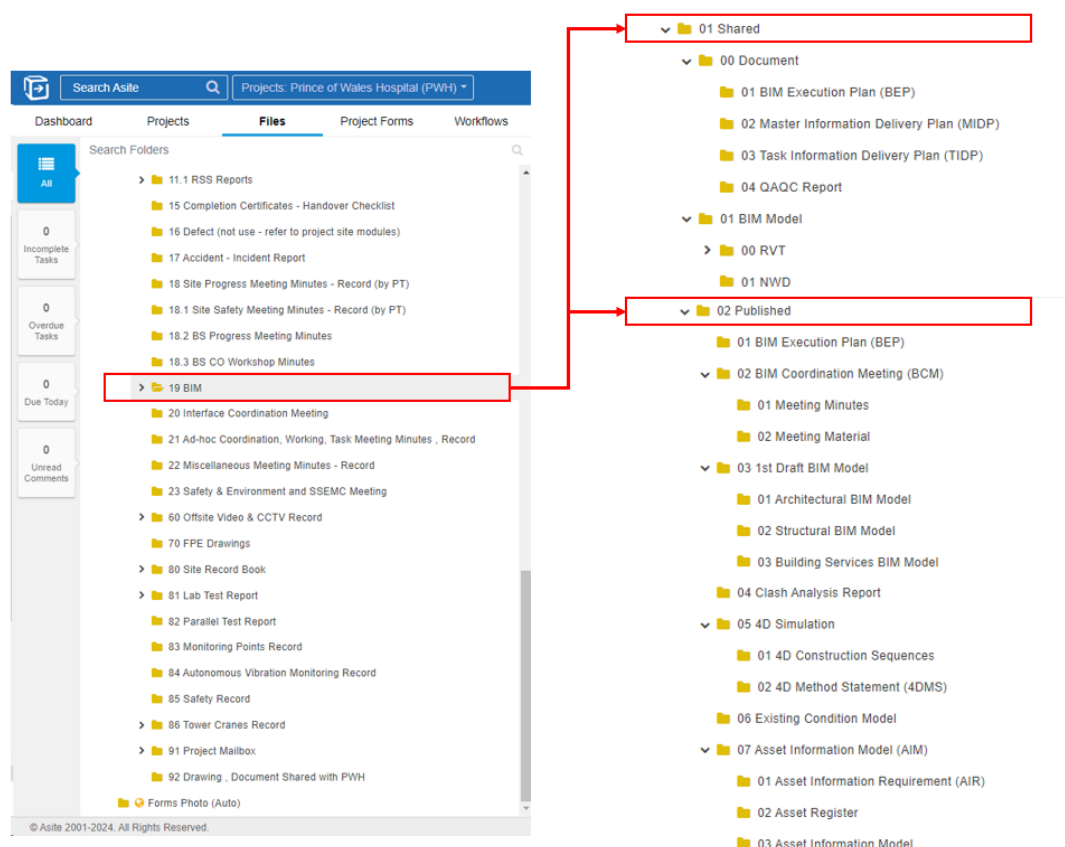 Search Asite
Projects: Prince of Wales Hospital (PWH)
Dashboard Projects Files Project Forms Workflows
Search Folders
All
0
Incomplete
Tasks
0
Overdue
Tasks
0
Due Today
0
Unread
Comments
11.1 RSS Reports
15 Completion Certificates - Handover Checklist
16 Defect (not use - refer to project site modules)
17 Accident - Incident Report
18 Site Progress Meeting Minutes - Record (by PT)
18.1 Site Safety Meeting Minutes - Record (by PT)
18.2 BS Progress Meeting Minutes
18.3 BS CO Workshop Minutes
19 BIM
20 Interface Coordination Meeting
21 Ad-hoc Coordination, Working, Task Meeting Minutes , Record
22 Miscellaneous Meeting Minutes - Record
23 Safety & Environment and SSEMC Meeting
60 Offsite Video & CCTV Record
70 FPE Drawings
80 Site Record Book
81 Lab Test Report
82 Parallel Test Report
83 Monitoring Points Record
84 Autonomous Vibration Monitoring Record
85 Safety Record
86 Tower Cranes Record
91 Project Mailbox
92 Drawing , Document Shared with PWH
Forms Photo (Auto)
© Asite 2001-2024. All Rights Reserved.
01 Shared
00 Document
01 BIM Execution Plan (BEP)
02 Master Information Delivery Plan (MIDP)
03 Task Information Delivery Plan (TIDP)
04 QAQC Report
01 BIM Model
00 RVT
01 NWD
02 Published
01 BIM Execution Plan (BEP)
02 BIM Coordination Meeting (BCM)
01 Meeting Minutes
02 Meeting Material
03 1st Draft BIM Model
01 Architectural BIM Model
02 Structural BIM Model
03 Building Services BIM Model
04 Clash Analysis Report
05 4D Simulation
01 4D Construction Sequences
02 4D Method Statement (4DMS)
06 Existing Condition Model
07 Asset Information Model (AIM)
01 Asset Information Requirement (AIR)
02 Asset Register
03 Asset Information Model